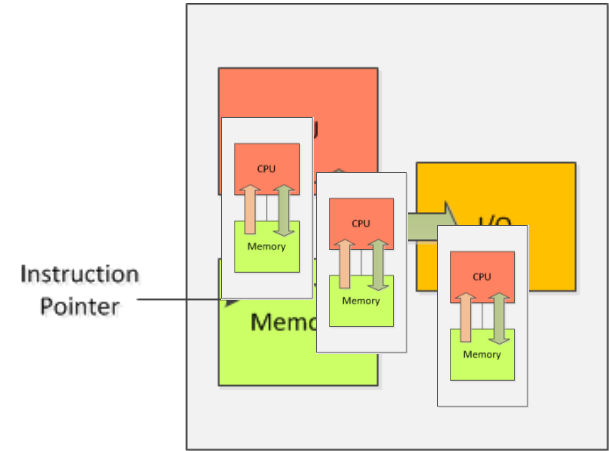 CPU
Memory
CPU
Memory
CPU
Memory
Instruction
Pointer